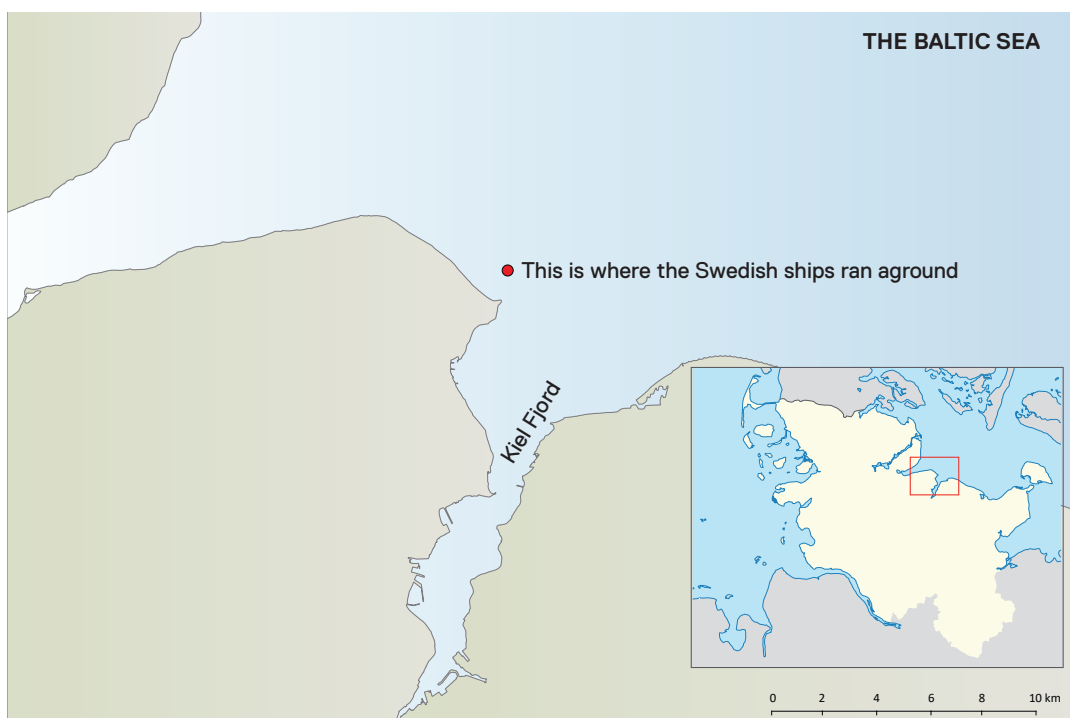 THE BALTIC SEA
This is where the Swedish ships ran aground
Kiel Fjord
0 2 4 6 8 10 km